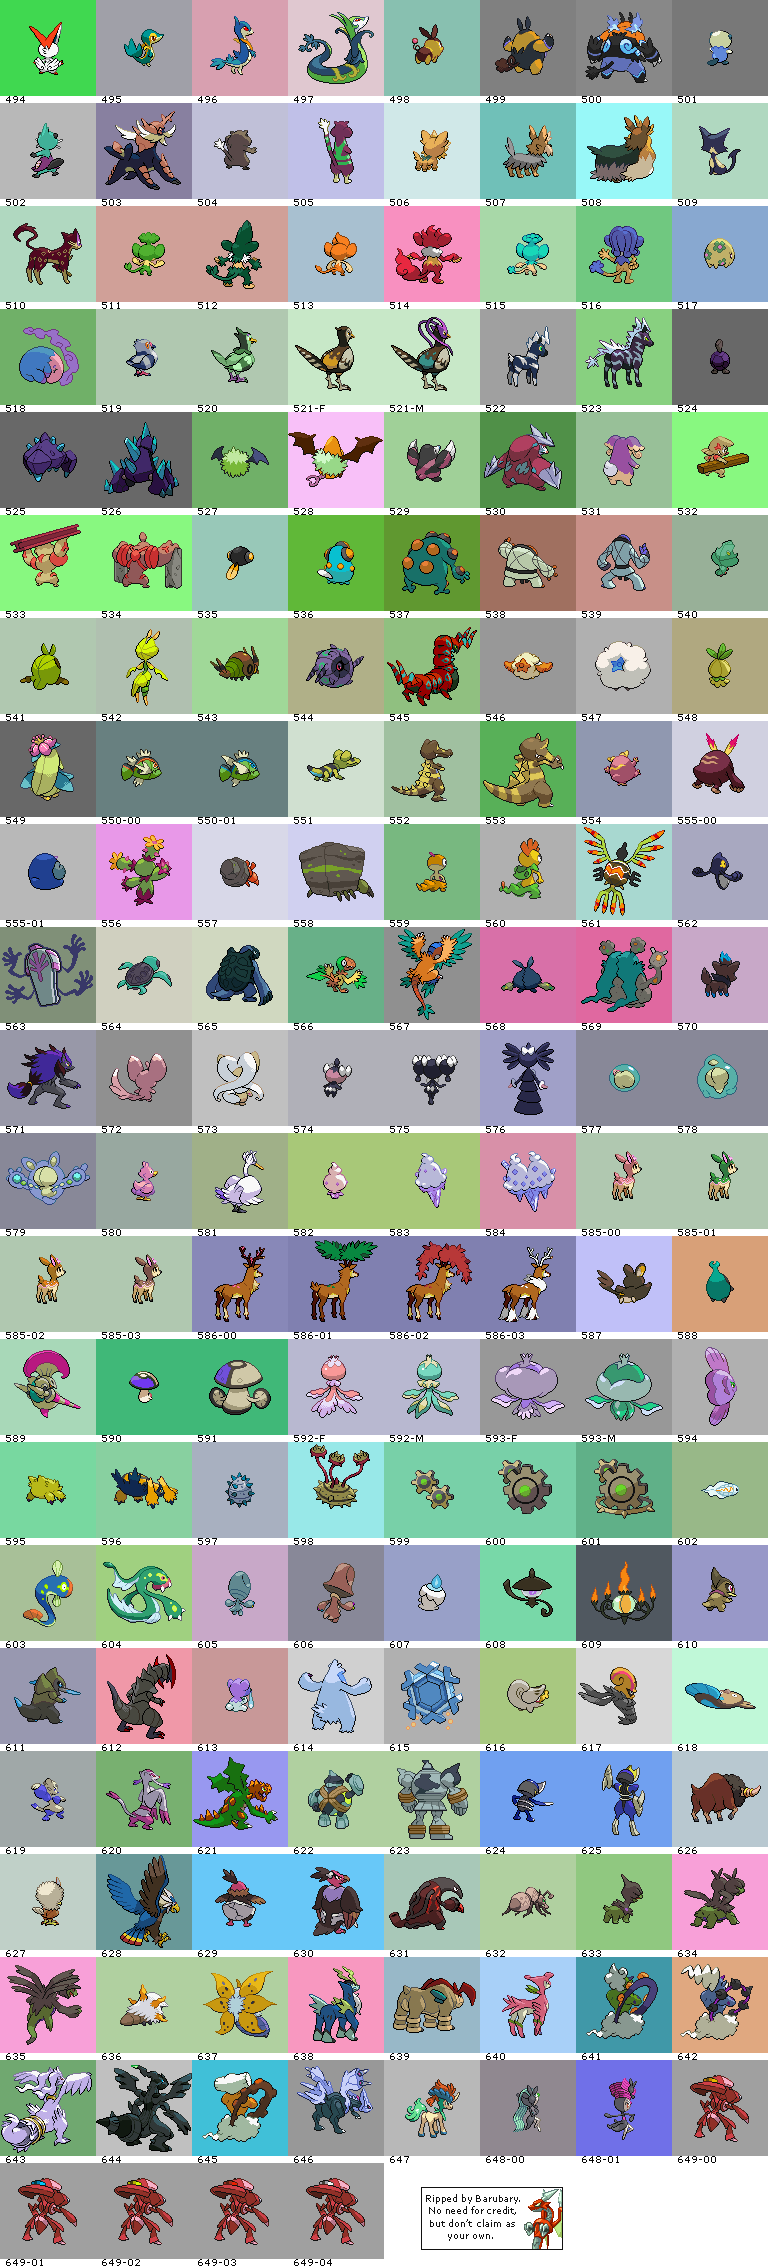 494 495 496 497 498 499 500 501
502 503 504 505 506 507 508 509
510 511 512 513 514 515 516 517
518 519 520 521-F 521-M 522 523 524
525 526 527 528 529 530 531 532
533 534 535 536 537 538 539 540
541 542 543 544 545 546 547 548
549 550-00 550-01 551 552 553 554 555-00
555-01 556 557 558 559 560 561 562
563 564 565 566 567 568 569 570
571 572 573 574 575 576 577 578
579 580 581 582 583 584 585-00 585-01
585-02 585-03 586-00 586-01 586-02 586-03 587 588
589 590 591 592-F 592-M 593-F 593-M 594
595 596 597 598 599 600 601 602
603 604 605 606 607 608 609 610
611 612 613 614 615 616 617 618
619 620 621 622 623 624 625 626
627 628 629 630 631 632 633 634
635 636 637 638 639 640 641 642
643 644 645 646 647 648-00 648-01 649-00
649-01 649-02 649-03 649-04
Ripped by Barubary.
No need for credit,
but don't claim as
your own.